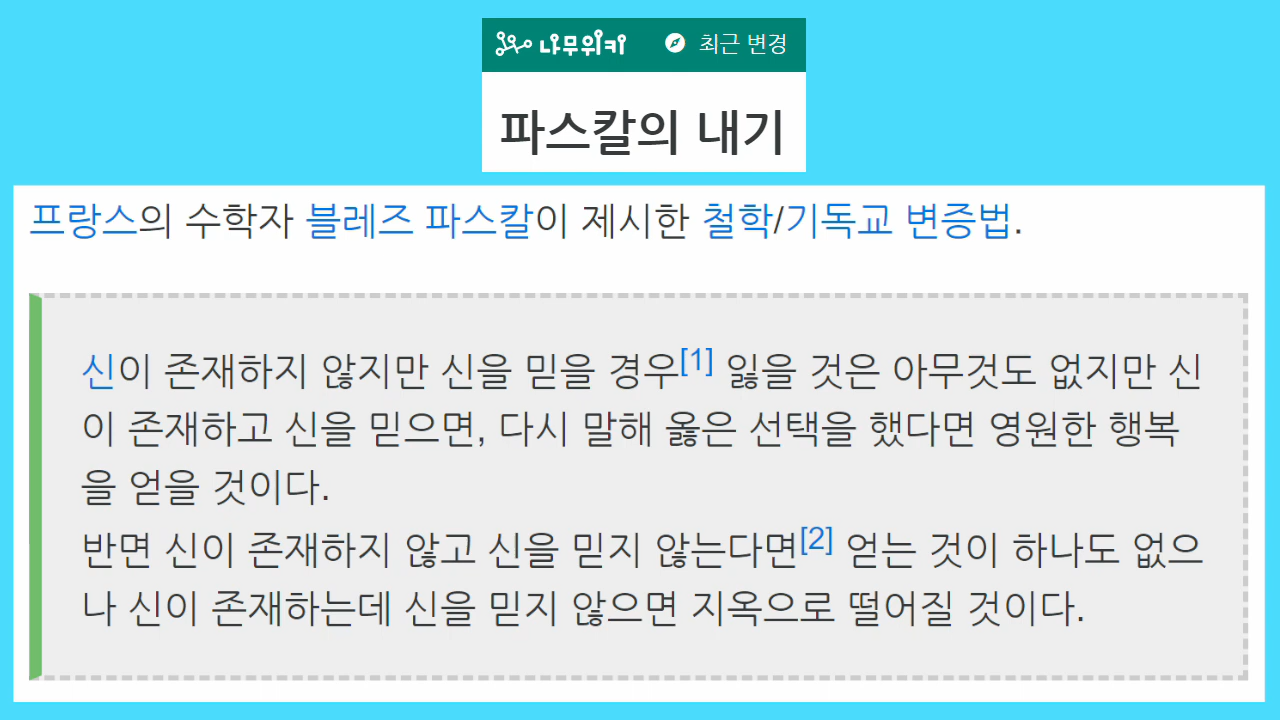 나무위키 최근 변경
파스칼의 내기
프랑스의 수학자 블레즈 파스칼이 제시한 철학/기독교 변증법.
신이 존재하지 않지만 신을 믿을 경우[1] 잃을 것은 아무것도 없지만 신
이 존재하고 신을 믿으면, 다시 말해 옳은 선택을 했다면 영원한 행복
을 얻을 것이다.
반면 신이 존재하지 않고 신을 믿지 않는다면[2] 얻는 것이 하나도 없으
나 신이 존재하는데 신을 믿지 않으면 지옥으로 떨어질 것이다.